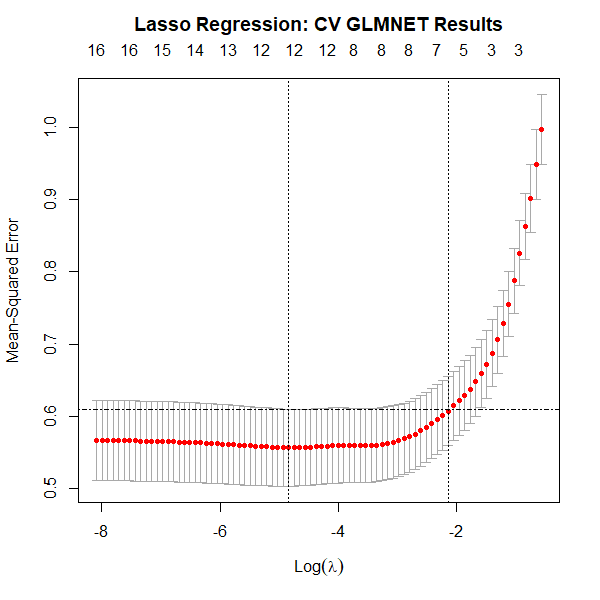 Lasso Regression: CV GLMNET Results
16 16 15 14 13 12 12 8 8 8 7 5 3 3
Mean-Squared Error
1.0
0.9
0.8
0.7
0.6
0.5
-8 -6 -4 -2
Log(λ)